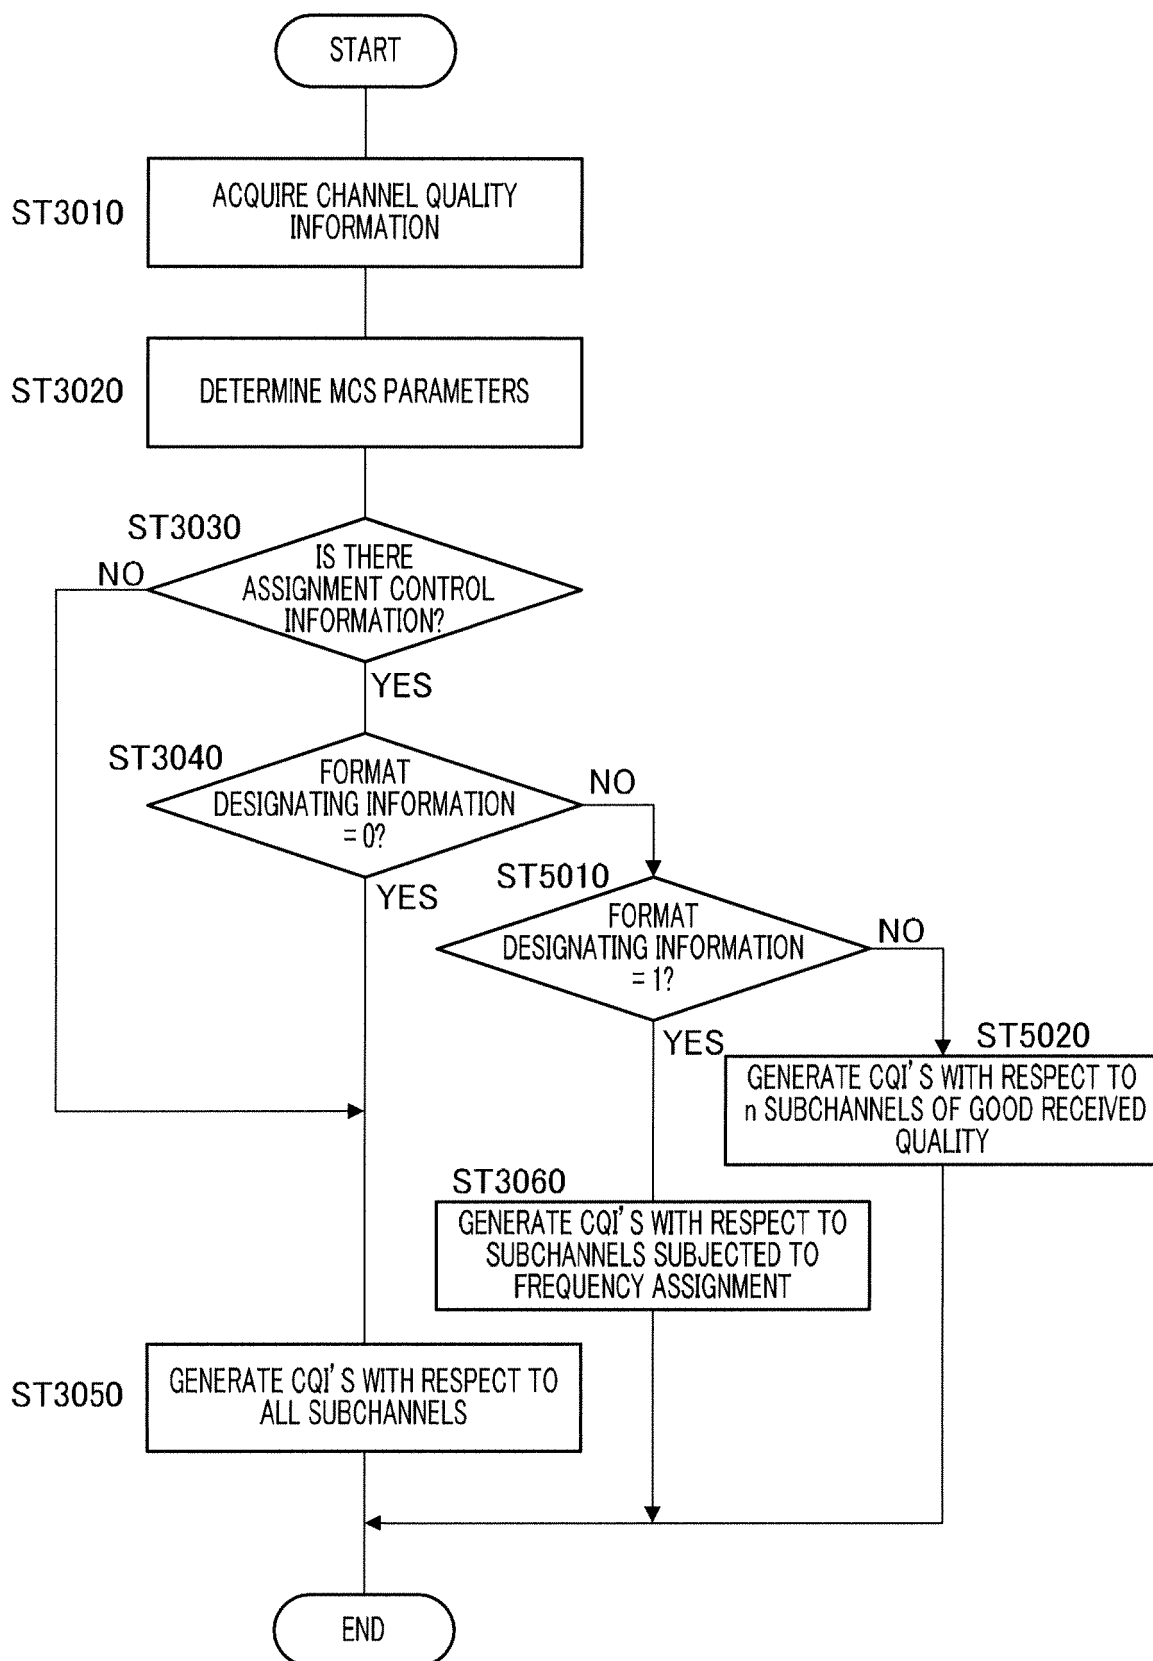 START
ST3010
ACQUIRE CHANNEL QUALITY
INFORMATION
ST3020
DETERMINE MCS PARAMETERS
ST3030
NO
IS THERE
ASSIGNMENT CONTROL
INFORMATION?
YES
ST3040
FORMAT
DESIGNATING INFORMATION
= 0?
NO
YES
ST5010
FORMAT
DESIGNATING INFORMATION
= 1?
NO
YES
ST5020
GENERATE CQI'S WITH RESPECT TO
n SUBCHANNELS OF GOOD RECEIVED
QUALITY
ST3060
GENERATE CQI'S WITH RESPECT TO
SUBCHANNELS SUBJECTED TO
FREQUENCY ASSIGNMENT
ST3050
GENERATE CQI'S WITH RESPECT TO
ALL SUBCHANNELS
END